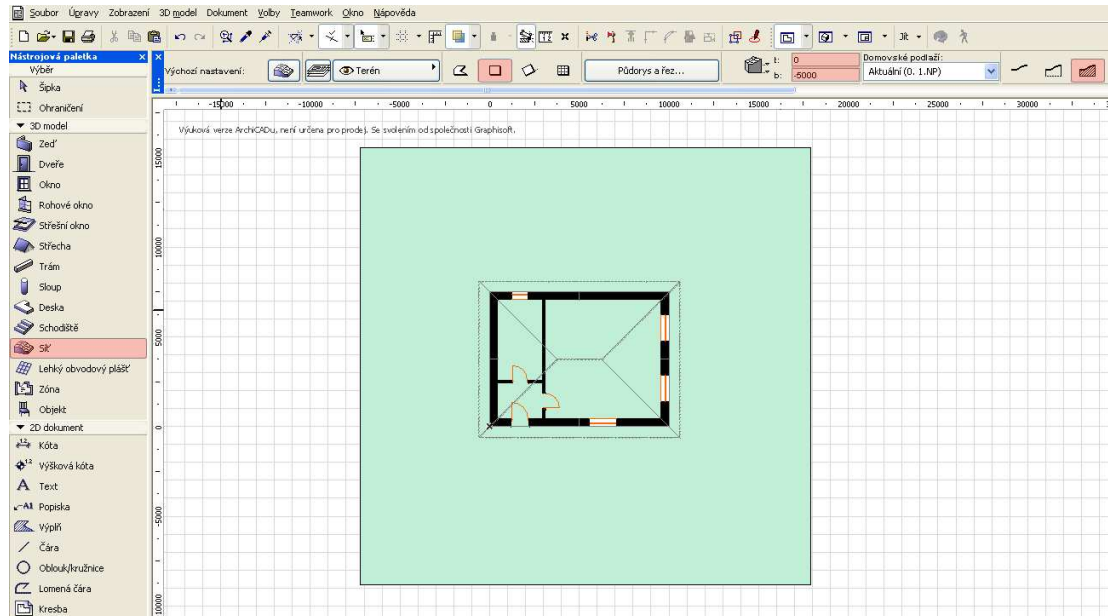 Soubor Úpravy Zobrazení 3D model Dokument Volby Teamwork Okno Nápověda
Nástrojová paletka
Výběr
Šipka
Ohraničení
3D model
Zeď
Dveře
Okno
Rohové okno
Střešní okno
Střecha
Trám
Sloup
Deska
Schodiště
Síť
Lehký obvodový plášť
Zóna
Objekt
2D dokument
Kóta
Výšková kóta
Text
Popiska
Výplň
Čára
Oblouk/kružnice
Lomená čára
Kresba
Výchozí nastavení:
Terén
Půdorys a řez...
t: 0
b: -5000
Domovské podlaží:
Aktuální (0. 1.NP)
-15000 -10000 -5000 0 5000 10000 15000 20000 25000 30000
Výuková verze ArchiCADu, není určena pro prodej. Se svolením od společnosti Graphisoft.
15000
10000
5000
0
-5000
10000